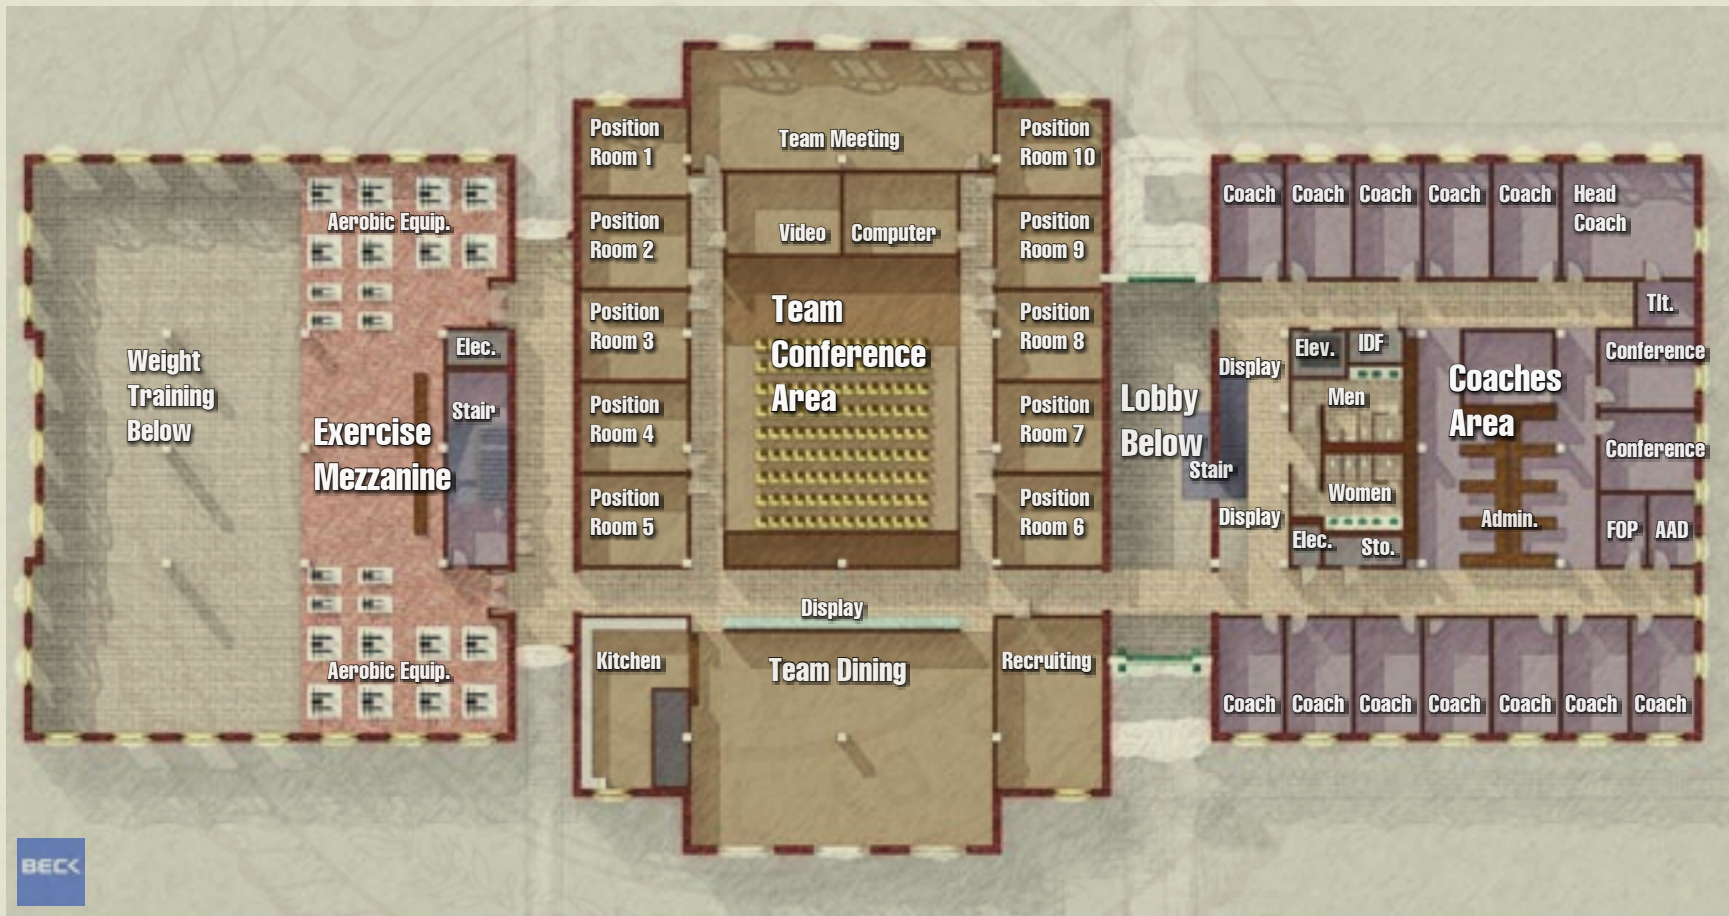 Team Meeting
Position
Room 1
Position
Room 10
Video
Computer
Position
Room 2
Position
Room 9
Position
Room 3
Position
Room 8
Position
Room 4
Position
Room 7
Position
Room 5
Position
Room 6
Team
Conference
Area
Display
Kitchen
Team Dining
Recruiting
Aerobic Equip.
Weight
Training
Below
Elec.
Stair
Exercise
Mezzanine
Aerobic Equip.
Lobby
Below
Stair
Display
Display
Coach
Coach
Coach
Coach
Coach
Head
Coach
Tlt.
Elev.
IDF
Men
Women
Elec.
Sto.
Coaches
Area
Admin.
Conference
Conference
FOP
AAD
Coach
Coach
Coach
Coach
Coach
Coach
Coach
BECK